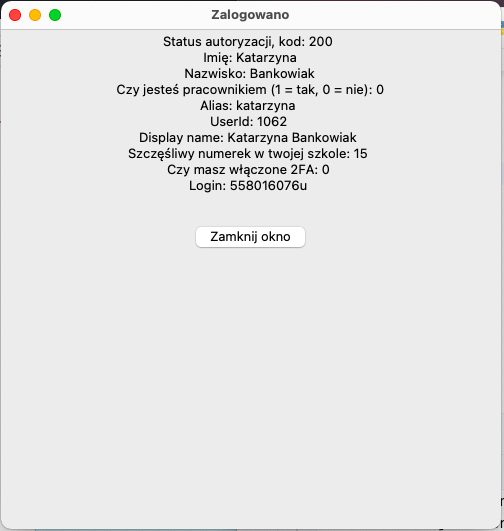 Zalogowano
Status autoryzacji, kod: 200
Imię: Katarzyna
Nazwisko: Bankowiak
Czy jesteś pracownikiem (1 = tak, 0 = nie): 0
Alias: katarzyna
UserId: 1062
Display name: Katarzyna Bankowiak
Szczęśliwy numerek w twojej szkole: 15
Czy masz włączone 2FA: 0
Login: 558016076u
Zamknij okno